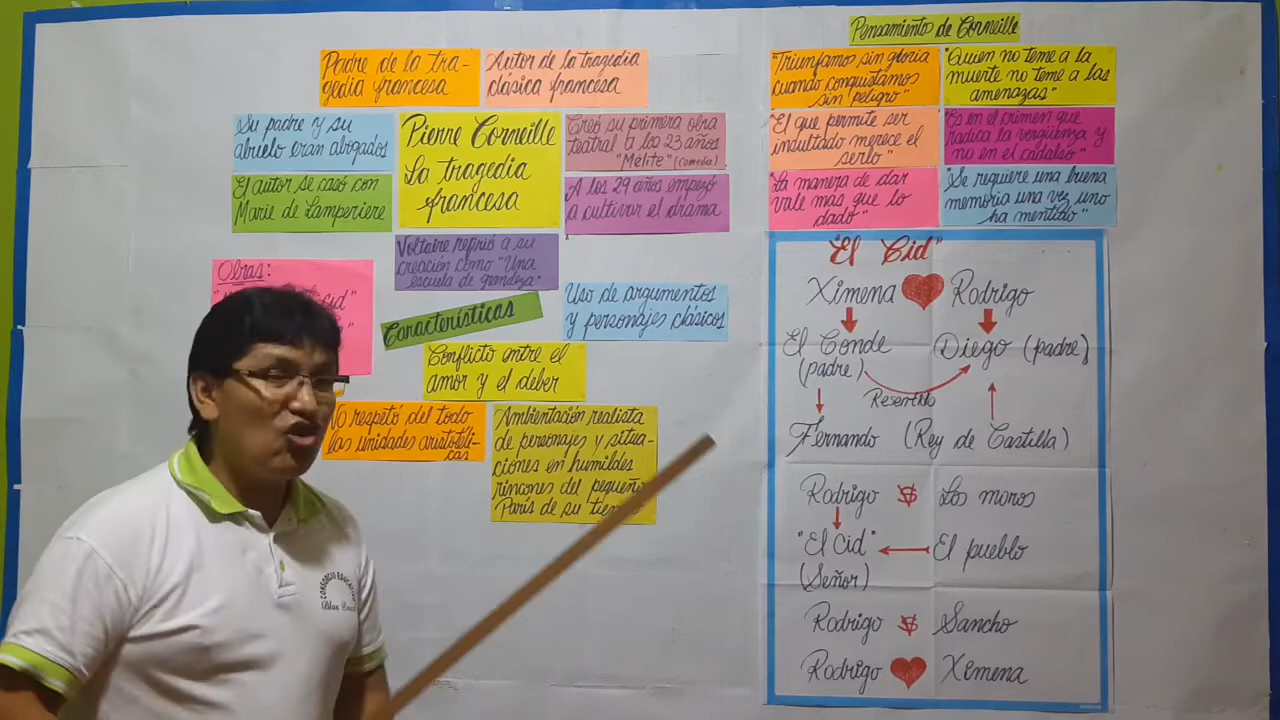 Padre de la tra-
gedia francesa
Autor de la tragedia
clásica francesa
Su padre y su
abuelo eran abogados
El autor se casó con
Marie de Lamperiere
Pierre Corneille
La tragedia
francesa
Creó su primera obra
teatral a los 23 años
"Mélite" (Comedia)
A los 29 años empezó
a cultivar el drama
Voltaire refirió a su
creación como "Una
escuela de grandeza"
Obras:
Cid"
Características
Uso de argumentos
y personajes clásicos
Conflicto entre el
amor y el deber
No respetó del todo
las unidades aristotéli-
cas
Ambientación realista
de personajes y situa-
ciones en humildes
rincones del pequeño
París de su
Pensamiento de Corneille
"Triunfamos sin gloria
cuando conquistamos
sin peligro"
"Quien no teme a la
muerte no teme a las
amenazas"
"El que permite ser
insultado merece el
serlo"
"Es en el crimen que
radica la vergüenza y
no en el cadalso"
"La manera de dar
vale mas que lo
dado"
"Se requiere una buena
memoria una vez uno
ha mentido"
"El Cid"
Ximena Rodrigo
El Conde Diego (padre)
(padre)
Fernando (Rey de Castilla)
Rodrigo Vs Los moros
"El Cid" El pueblo
(Señor)
Rodrigo Vs Sancho
Rodrigo Ximena